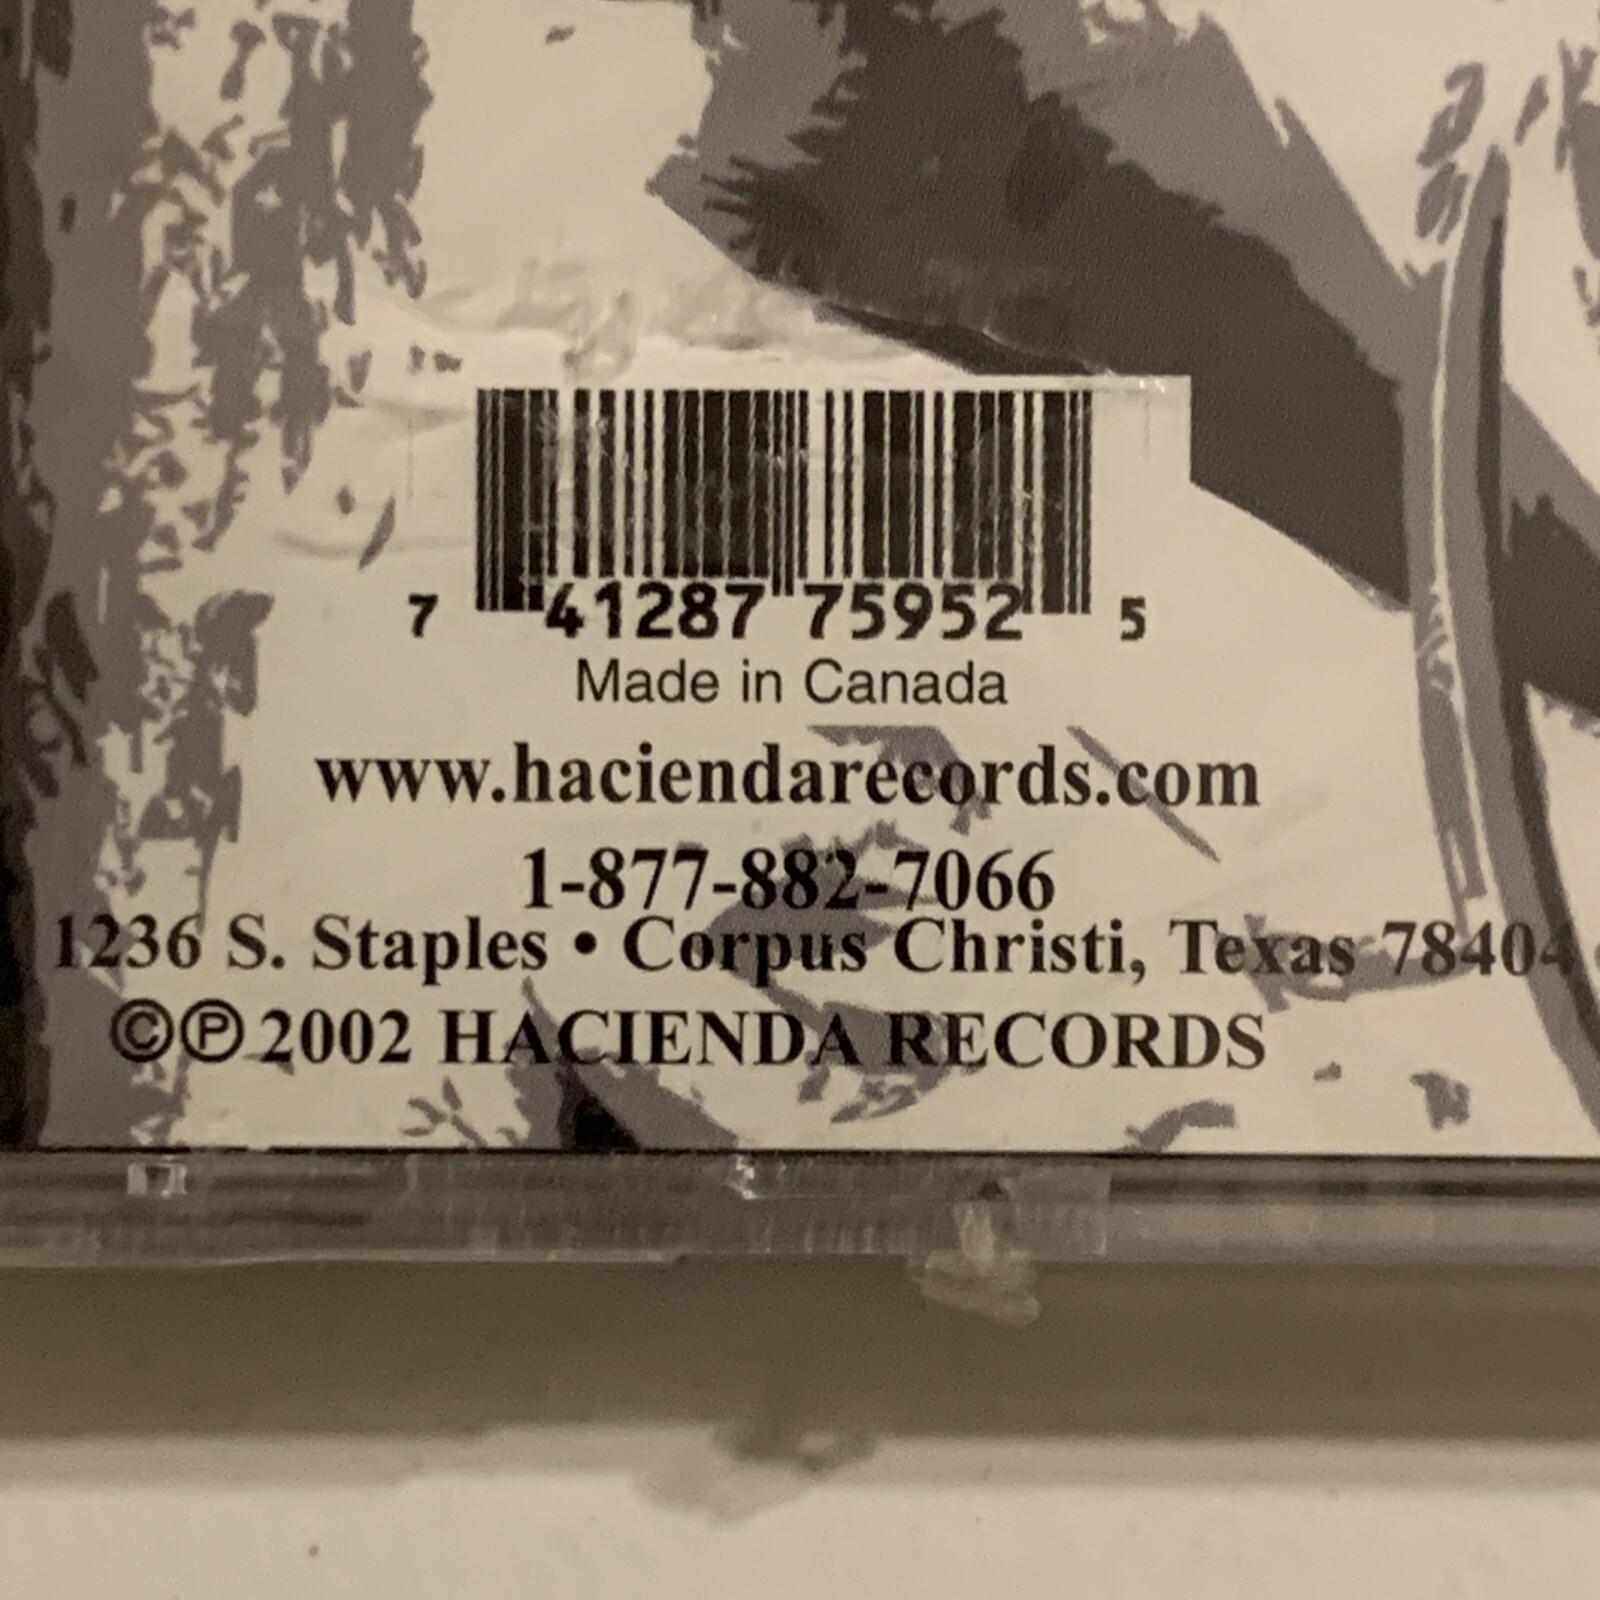 7 41287 75952 5
Made in Canada
www.haciendarecords.com
1-877-882-7066
1236 S. Staples • Corpus Christi, Texas 78404
©℗ 2002 HACIENDA RECORDS